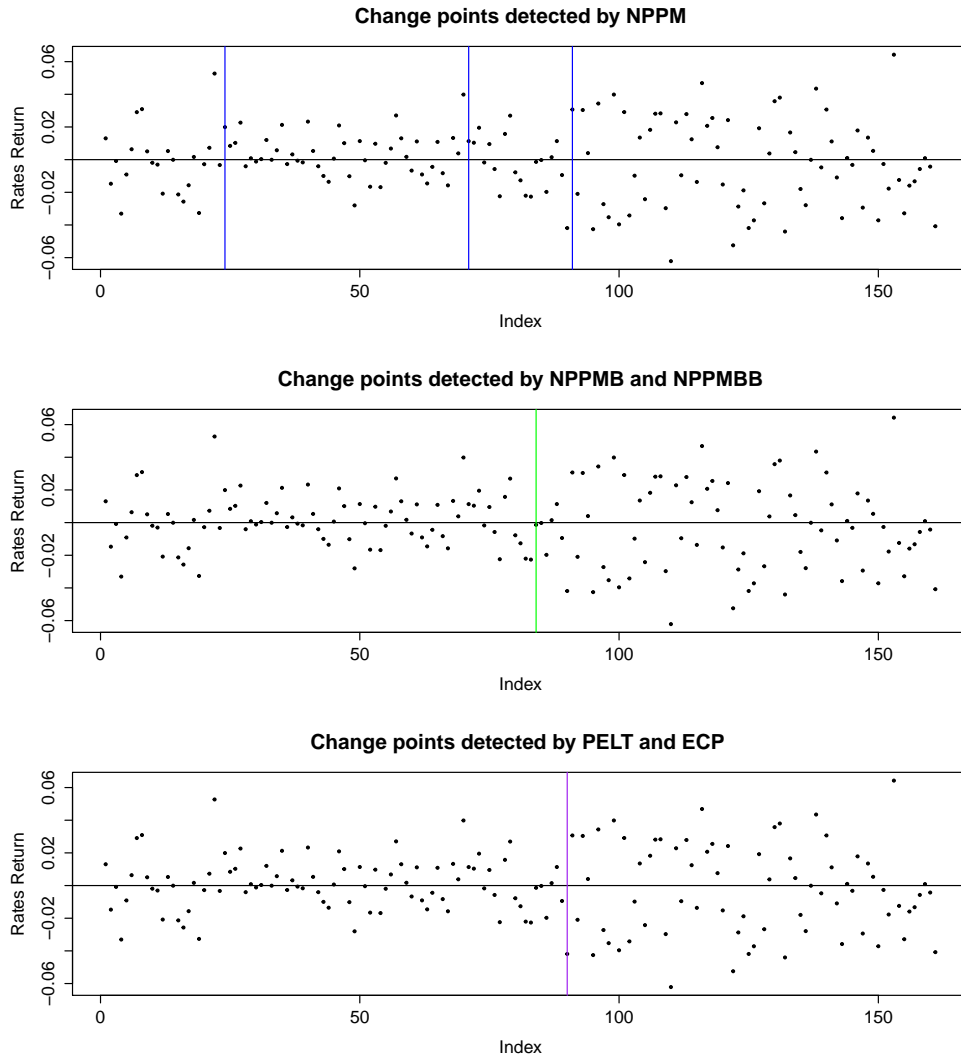 Change points detected by NPPM
Rates Return
−0.06
−0.02
0.02
0.06
0
50
100
150
Index
Change points detected by NPPMB and NPPMBB
Rates Return
−0.06
−0.02
0.02
0.06
0
50
100
150
Index
Change points detected by PELT and ECP
Rates Return
−0.06
−0.02
0.02
0.06
0
50
100
150
Index